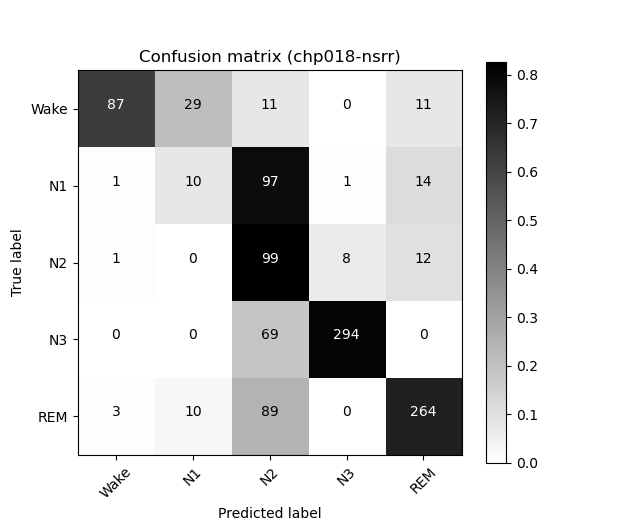 Confusion matrix (chp018-nsrr)
Wake 87 29 11 0 11
N1 1 10 97 1 14
N2 1 0 99 8 12
N3 0 0 69 294 0
REM 3 10 89 0 264
Wake N1 N2 N3 REM
True label
Predicted label
0.8
0.7
0.6
0.5
0.4
0.3
0.2
0.1
0.0